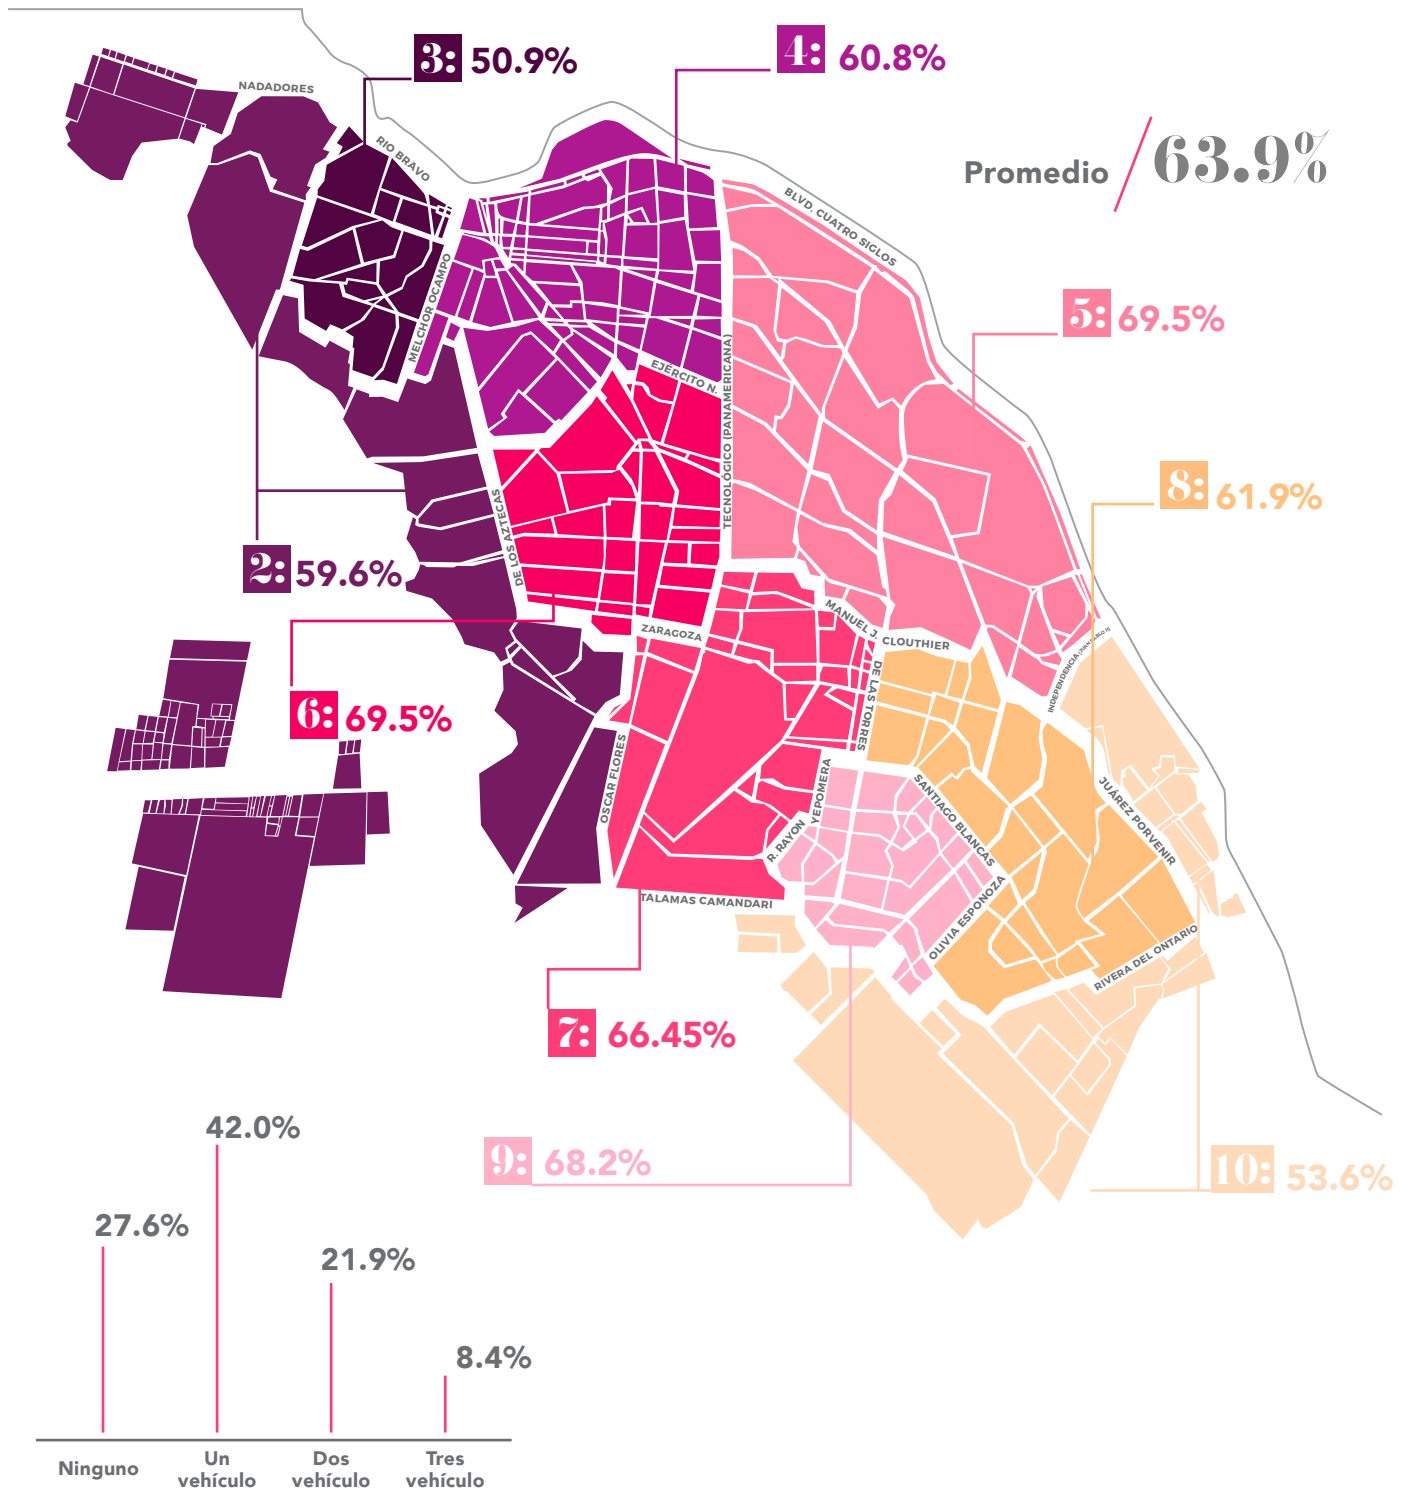 3: 50.9%
4: 60.8%
NADADORES
RIO BRAVO
Promedio / 63.9%
BLVD. CUATRO SIGLOS
MELCHOR OCAMPO
5: 69.5%
EJÉRCITO N.
TECNOLÓGICO (PANAMERICANA)
8: 61.9%
DE LOS AZTECAS
2: 59.6%
MANUEL J. CLOUTHIER
ZARAGOZA
INDEPENDENCIA (JUAN PABLO II)
DE LAS TORRES
6: 69.5%
OSCAR FLORES
YEPOMERA
SANTIAGO BLANCAS
JUÁREZ PORVENIR
R. RAYON
OLIVIA ESPONOZA
TALAMAS CAMANDARI
RIVERA DEL ONTARIO
7: 66.45%
9: 68.2%
10: 53.6%
42.0%
27.6%
21.9%
8.4%
Ninguno
Un
vehículo
Dos
vehículo
Tres
vehículo